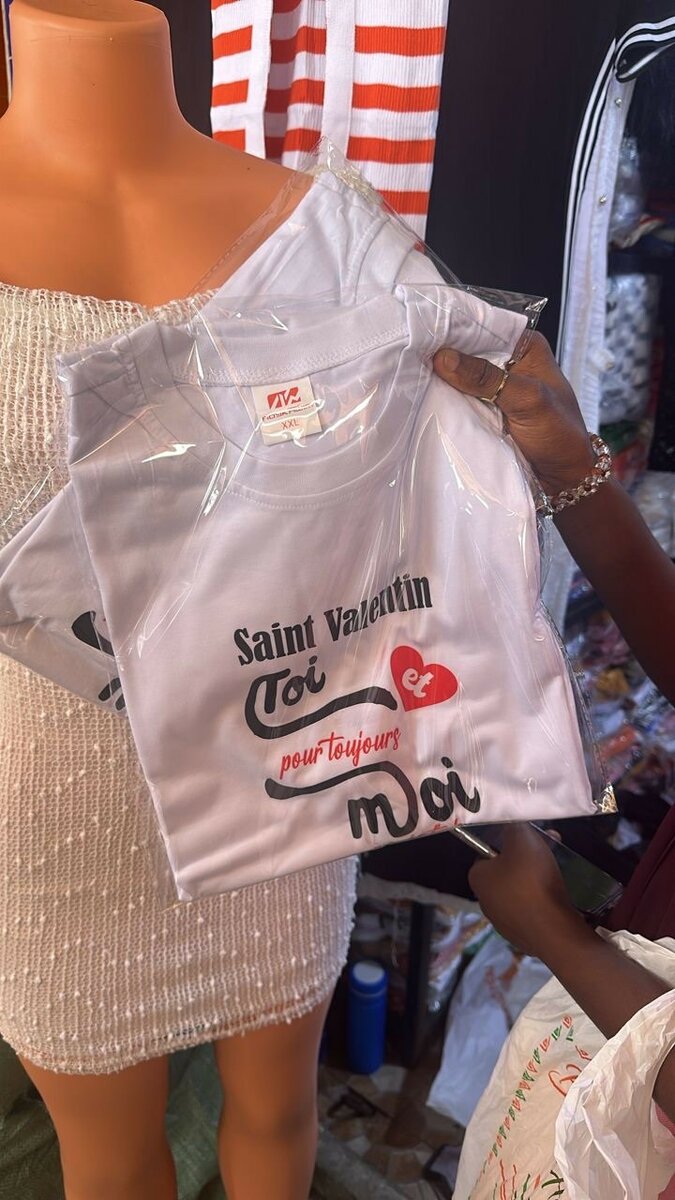 XXL
Saint Valentin
Toi et
pour toujours
moi